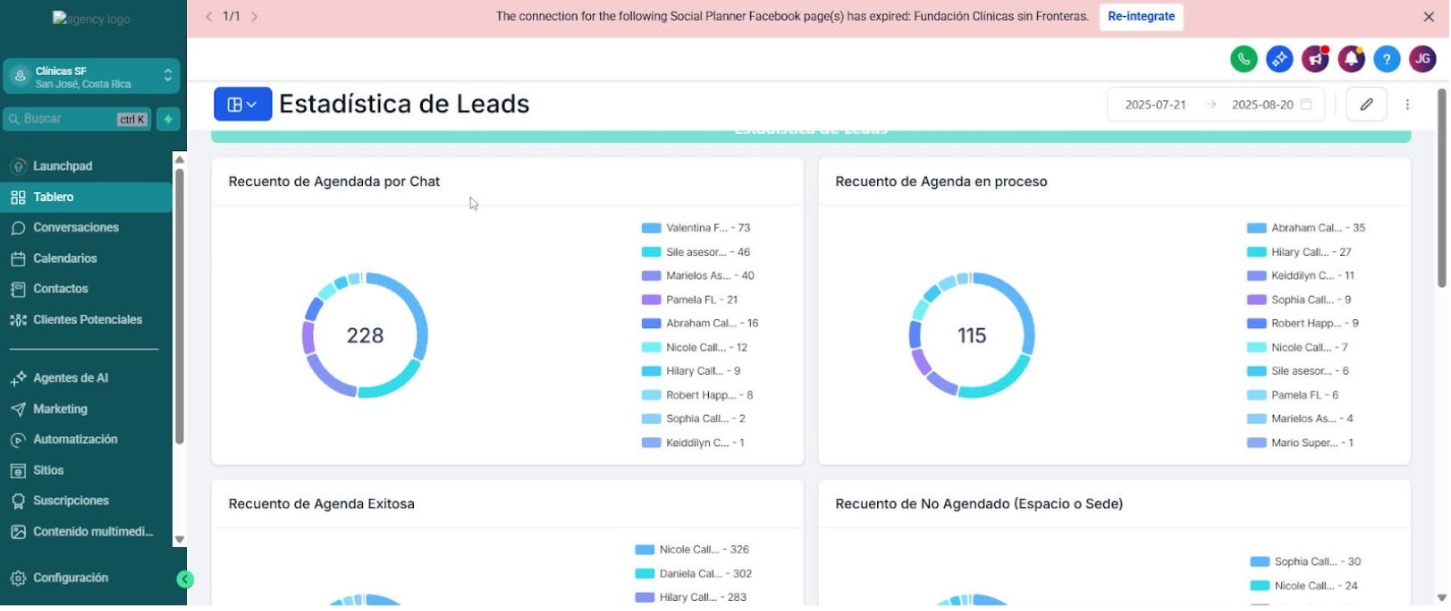 agency logo
1/1
The connection for the following Social Planner Facebook page(s) has expired: Fundación Clínicas sin Fronteras.
Re-integrate
Clínicas SF
San José, Costa Rica
JG
Estadística de Leads
2025-07-21 → 2025-08-20
Buscar
ctrl K
Estadística de Leads
Launchpad
Tablero
Conversaciones
Calendarios
Contactos
Clientes Potenciales
Agentes de AI
Marketing
Automatización
Sitios
Suscripciones
Contenido multimedi...
Configuración
Recuento de Agendada por Chat
228
Valentina F... - 73
Sile asesor... - 46
Marielos As... - 40
Pamela FL - 21
Abraham Cal... - 16
Nicole Call... - 12
Hilary Call... - 9
Robert Happ... - 8
Sophia Call... - 2
Keiddilyn C... - 1
Recuento de Agenda en proceso
115
Abraham Cal... - 35
Hilary Call... - 27
Keiddilyn C... - 11
Sophia Call... - 9
Robert Happ... - 9
Nicole Call... - 7
Sile asesor... - 6
Pamela FL - 6
Marielos As... - 4
Mario Super... - 1
Recuento de Agenda Exitosa
Nicole Call... - 326
Daniela Cal... - 302
Hilary Call... - 283
Recuento de No Agendado (Espacio o Sede)
Sophia Call... - 30
Nicole Call... - 24